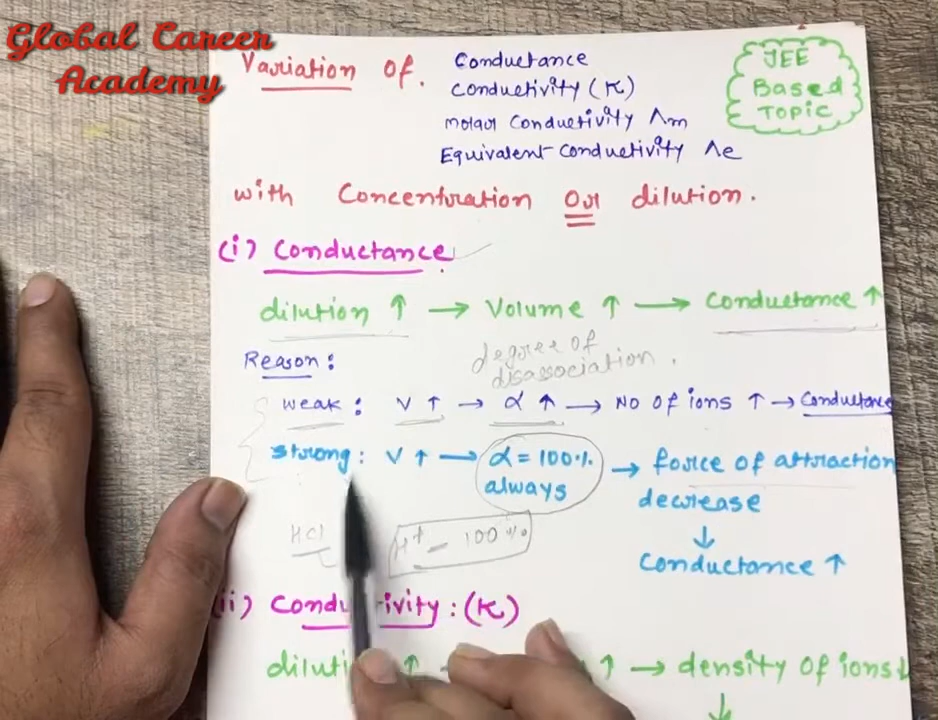 Global Career
Academy
Variation Of.
Conductance
Conductivity (K)
Molar Conductivity Λm
Equivalent Conductivity Λe
JEE
Based
TOPIC
with Concentration Or dilution.
(i) Conductance
dilution ↑ → Volume ↑ → Conductance ↑
Reason :
degree of
disassociation .
weak : V ↑ → α ↑ → NO Of ions ↑ → Conductance
strong : V ↑ → α = 100% always → force of attraction decrease
↓
Conductance ↑
HCl H+ – 100%
(ii) Conductivity : (K)
↑ → density of ions ↓
↓